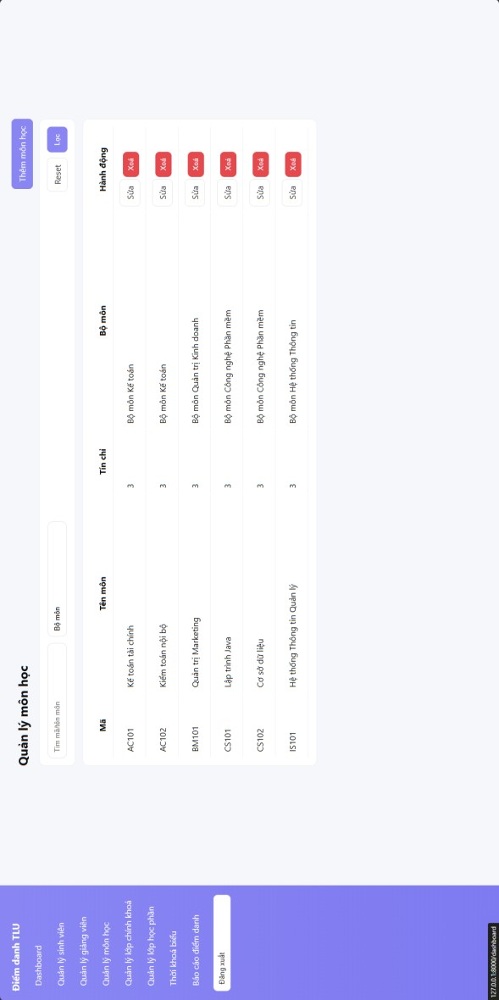 Điểm danh TLU
Dashboard
Quản lý sinh viên
Quản lý giảng viên
Quản lý môn học
Quản lý lớp chính khoá
Quản lý lớp học phần
Thời khoá biểu
Báo cáo điểm danh
Đăng xuất
Quản lý môn học
Thêm môn học
Tìm mã/tên môn
Bộ môn
Reset
Lọc
Mã Tên môn Tín chỉ Bộ môn Hành động
AC101 Kế toán tài chính 3 Bộ môn Kế toán Sửa Xoá
AC102 Kiểm toán nội bộ 3 Bộ môn Kế toán Sửa Xoá
BM101 Quản trị Marketing 3 Bộ môn Quản trị Kinh doanh Sửa Xoá
CS101 Lập trình Java 3 Bộ môn Công nghệ Phần mềm Sửa Xoá
CS102 Cơ sở dữ liệu 3 Bộ môn Công nghệ Phần mềm Sửa Xoá
IS101 Hệ thống Thông tin Quản lý 3 Bộ môn Hệ thống Thông tin Sửa Xoá
127.0.0.1:8000/dashboard